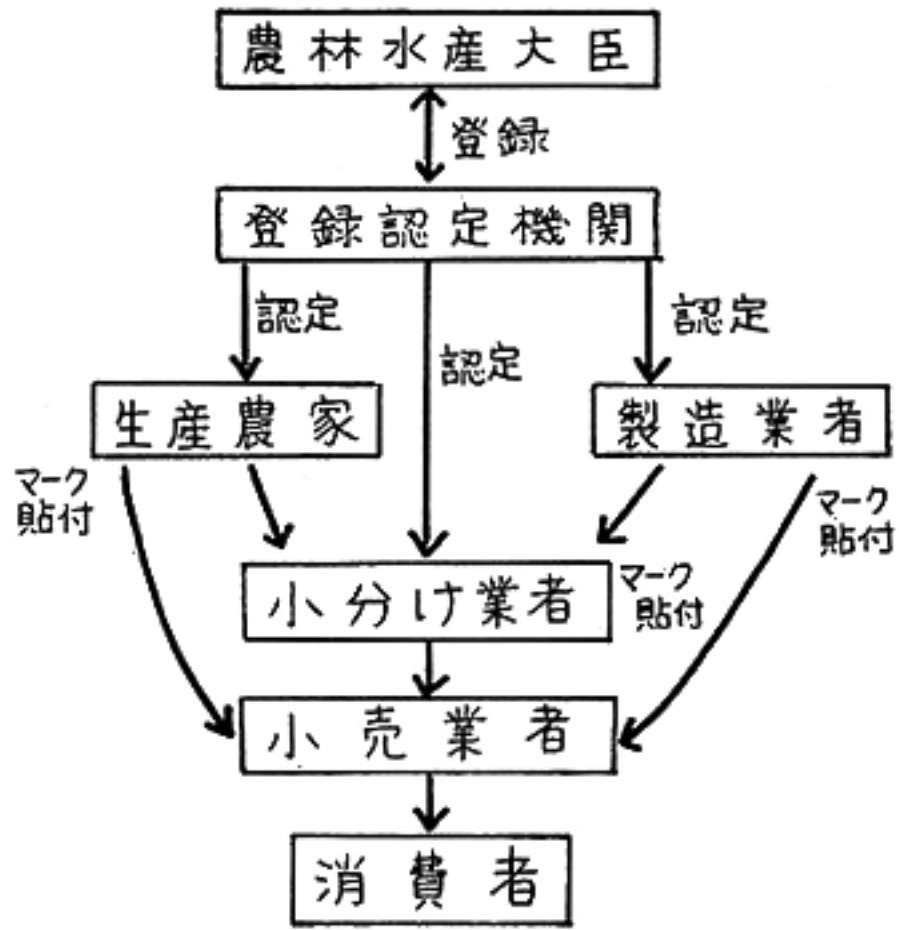 農林水産大臣
登録
登録認定機関
認定
認定
認定
生産農家
製造業者
マーク
貼付
マーク
貼付
小分け業者
マーク
貼付
小売業者
消費者